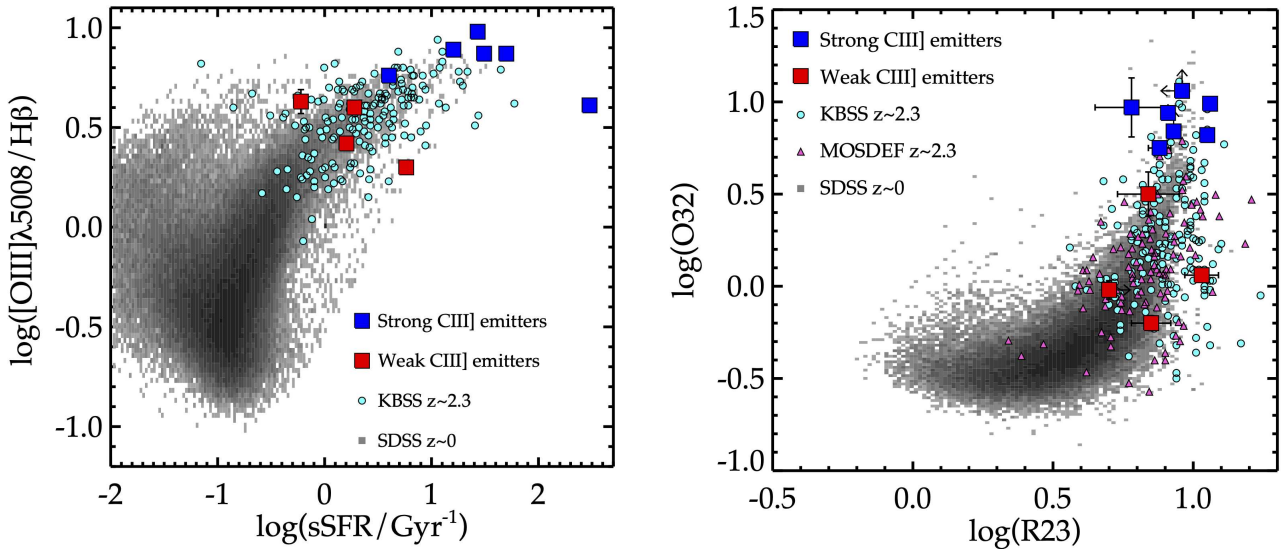 log([OIII]λ5008/Hβ)
1.0
0.5
0.0
-0.5
-1.0
Strong CIII] emitters
Weak CIII] emitters
KBSS z~2.3
SDSS z~0
-2
-1
0
1
2
log(sSFR/Gyr⁻¹)
log(O32)
1.5
1.0
0.5
0.0
-0.5
-1.0
Strong CIII] emitters
Weak CIII] emitters
KBSS z~2.3
MOSDEF z~2.3
SDSS z~0
-0.5
0.0
0.5
1.0
log(R23)